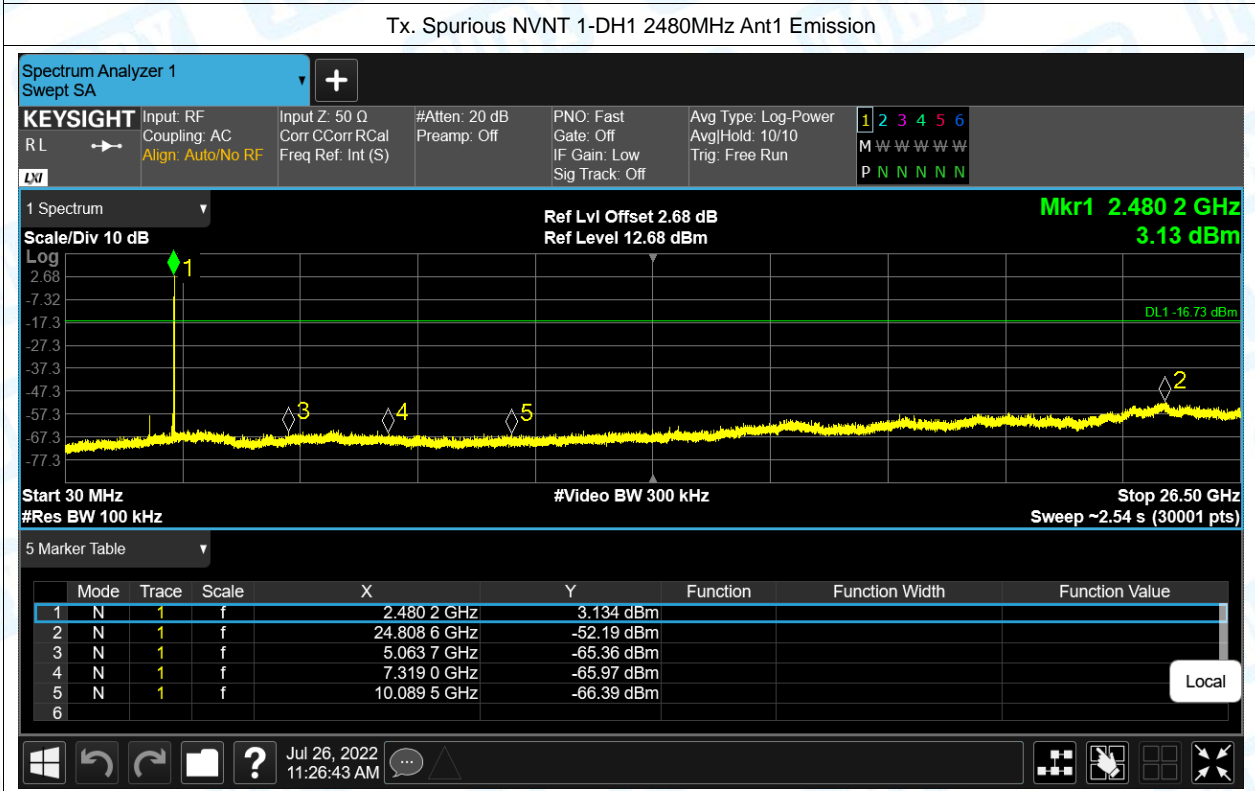 Tx. Spurious NVNT 1-DH1 2480MHz Ant1 Emission
Spectrum Analyzer 1
Swept SA
KEYSIGHT
RL
LXI
Input: RF
Coupling: AC
Align: Auto/No RF
Input Z: 50 Ω
Corr CCorr RCal
Freq Ref: Int (S)
#Atten: 20 dB
Preamp: Off
PNO: Fast
Gate: Off
IF Gain: Low
Sig Track: Off
Avg Type: Log-Power
Avg|Hold: 10/10
Trig: Free Run
1 2 3 4 5 6
M W W W W W
P N N N N N
1 Spectrum
Scale/Div 10 dB
Ref Lvl Offset 2.68 dB
Ref Level 12.68 dBm
Mkr1 2.480 2 GHz
3.13 dBm
Log
2.68
-7.32
-17.3
-27.3
-37.3
-47.3
-57.3
-67.3
-77.3
1
DL1 -16.73 dBm
2
3
4
5
Start 30 MHz
#Res BW 100 kHz
#Video BW 300 kHz
Stop 26.50 GHz
Sweep ~2.54 s (30001 pts)
5 Marker Table
Mode Trace Scale X Y Function Function Width Function Value
1 N 1 f 2.480 2 GHz 3.134 dBm
2 N 1 f 24.808 6 GHz -52.19 dBm
3 N 1 f 5.063 7 GHz -65.36 dBm
4 N 1 f 7.319 0 GHz -65.97 dBm
5 N 1 f 10.089 5 GHz -66.39 dBm
6
Local
?
Jul 26, 2022
11:26:43 AM